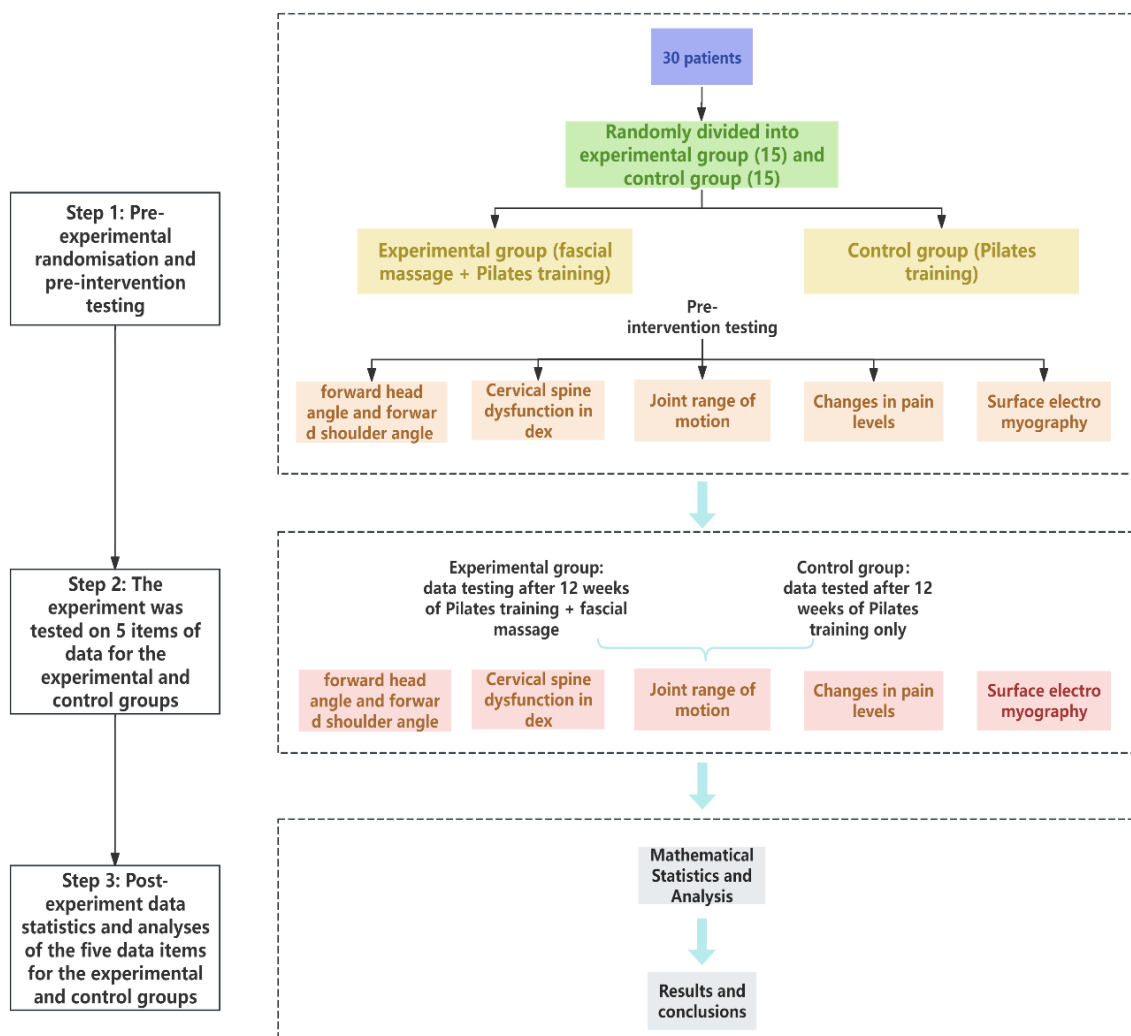 30 patients
Randomly divided into
experimental group (15) and
control group (15)
Step 1: Pre-
experimental
randomisation and
pre-intervention
testing
Experimental group (fascial
massage + Pilates training)
Control group (Pilates
training)
Pre-
intervention testing
forward head
angle and forwar
d shoulder angle
Cervical spine
dysfunction in
dex
Joint range of
motion
Changes in pain
levels
Surface electro
myography
Step 2: The
experiment was
tested on 5 items of
data for the
experimental and
control groups
Experimental group:
data testing after 12 weeks
of Pilates training + fascial
massage
Control group:
data tested after 12
weeks of Pilates
training only
forward head
angle and forwar
d shoulder angle
Cervical spine
dysfunction in
dex
Joint range of
motion
Changes in pain
levels
Surface electro
myography
Step 3: Post-
experiment data
statistics and analyses
of the five data items
for the experimental
and control groups
Mathematical
Statistics and
Analysis
Results and
conclusions